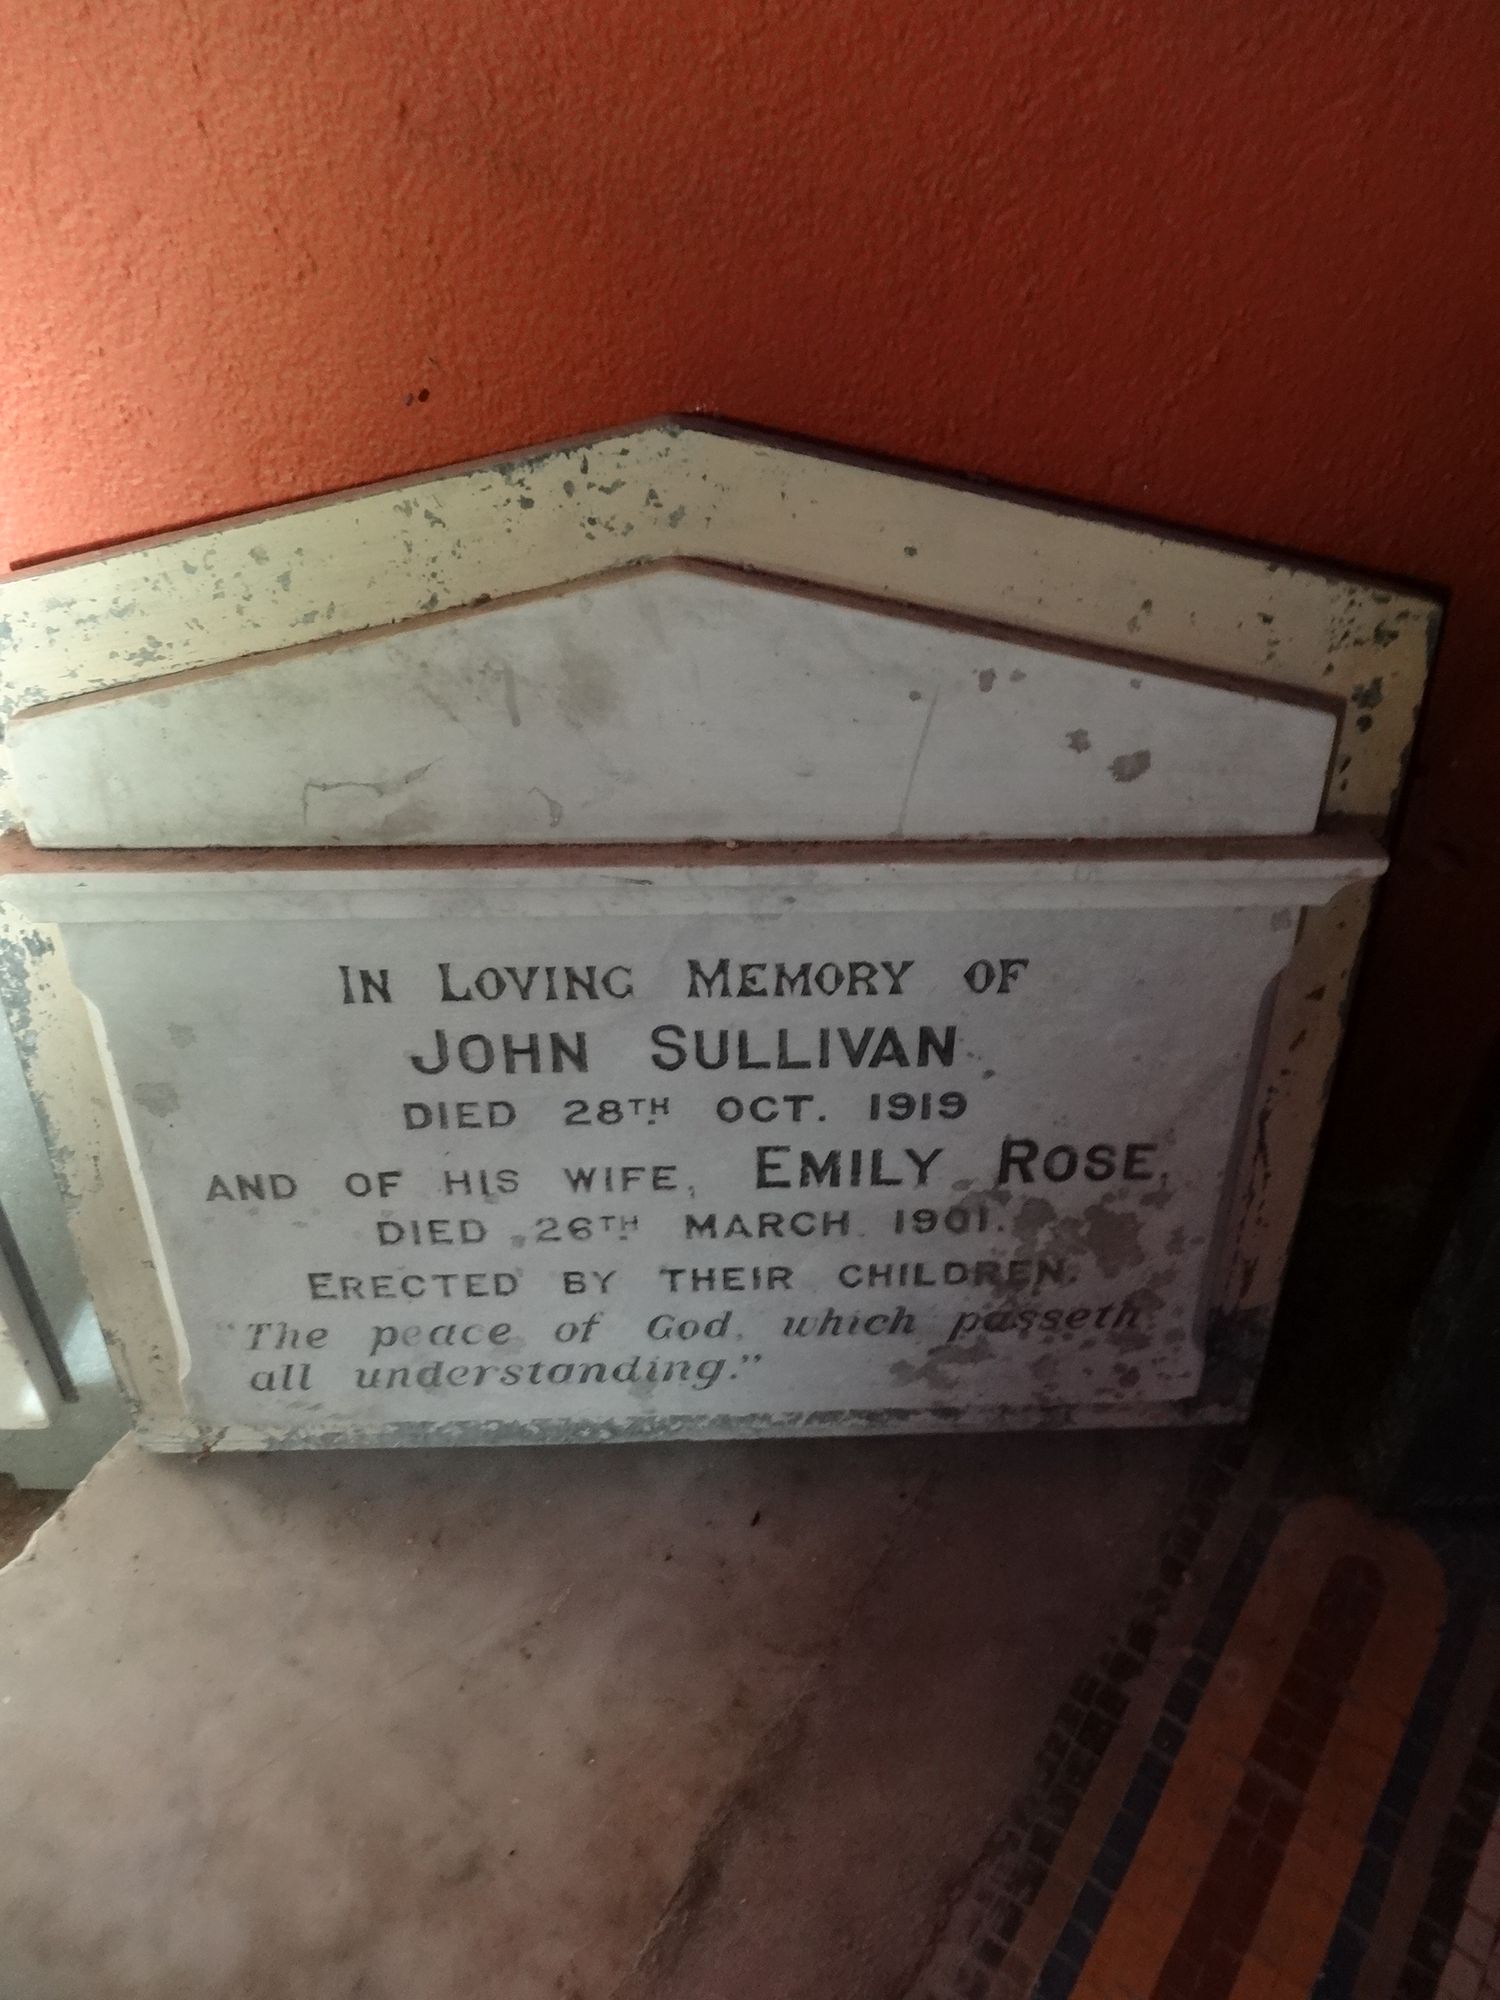 IN LOVING MEMORY OF
JOHN SULLIVAN.
DIED 28TH OCT. 1919
AND OF HIS WIFE, EMILY ROSE,
DIED 26TH MARCH 1901.
ERECTED BY THEIR CHILDREN.
"The peace of God, which passeth
all understanding."